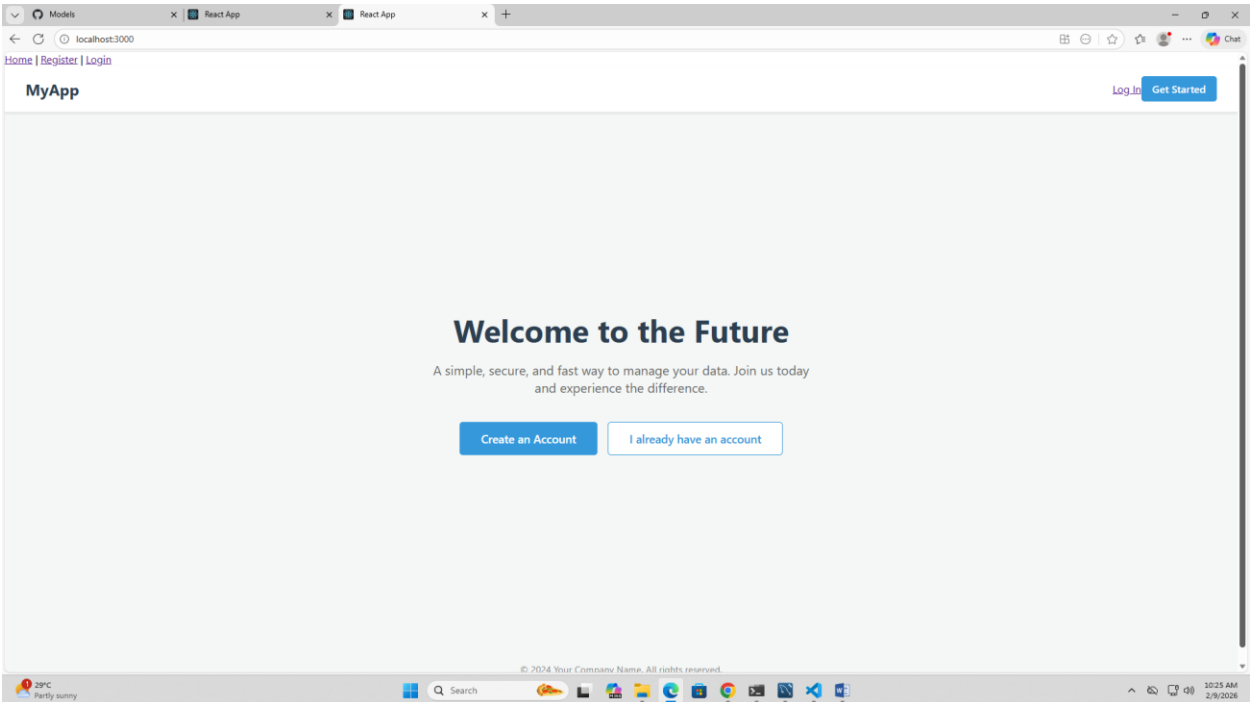 Models
React App
React App
localhost:3000
Chat
Home | Register | Login
MyApp
Log In
Get Started
Welcome to the Future
A simple, secure, and fast way to manage your data. Join us today
and experience the difference.
Create an Account
I already have an account
© 2024 Your Company Name. All rights reserved.
1
29°C
Partly sunny
Search
10:25 AM
2/9/2026